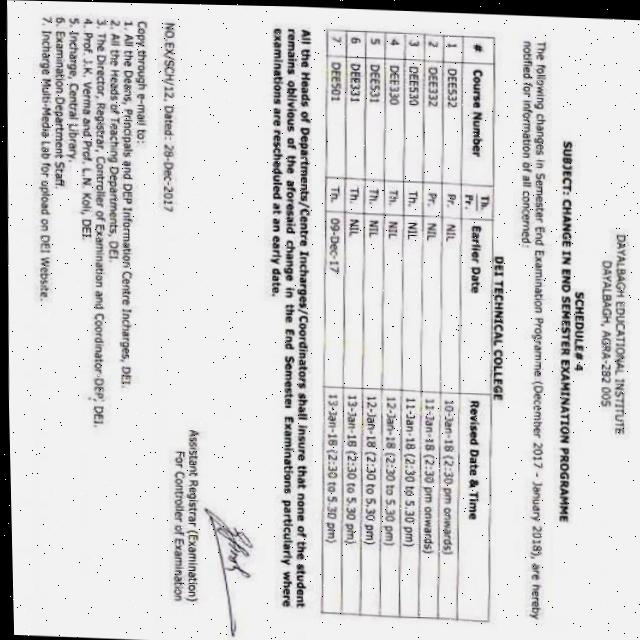 DAYALBAGH EDUCATIONAL INSTITUTE
DAYALBAGH, AGRA-282 005
SCHEDULE# 4
SUBJECT: CHANGE IN END SEMESTER EXAMINATION PROGRAMME
The following changes in Semester End Examination Programme (December 2017 - January 2018), are hereby
notified for information of all concerned:
DEI TECHNICAL COLLEGE
# Course Number Th. Pr. Earlier Date Revised Date & Time
1 DEE532 Pr. NIL 10-Jan-18 (2:30 pm onwards)
2 DEE332 Pr. NIL 11-Jan-18 (2:30 pm onwards)
3 DEE530 Th. NIL 11-Jan-18 (2:30 to 5.30 pm)
4 DEE330 Th. NIL 12-Jan-18 (2:30 to 5.30 pm)
5 DEE531 Th. NIL 12-Jan-18 (2:30 to 5.30 pm)
6 DEE331 Th. NIL 13-Jan-18 (2:30 to 5.30 pm)
7 DEE501 Th. 09-Dec-17 13-Jan-18 (2:30 to 5.30 pm)
All the Heads of Departments/Centre Incharges/Coordinators shall insure that none of the student
remains oblivious of the aforesaid change in the End Semester Examinations particularly where
examinations are rescheduled at an early date.
Assistant Registrar (Examination)
For Controller of Examination
NO.EX/SCH/12. Dated: 28-Dec-2017
Copy through e-mail to:
1. All the Deans, Principals and DEP Information Centre Incharges, DEI.
2. All the Heads of Teaching Departments, DEI.
3. The Director, Registrar, Controller of Examination and Coordinator-DEP, DEI.
4. Prof. J.K. Verma and Prof. L.N. Koli, DEI.
5. Incharge, Central Library.
6. Examination Department Staff.
7. Incharge Multi-Media Lab for upload on DEI Website.